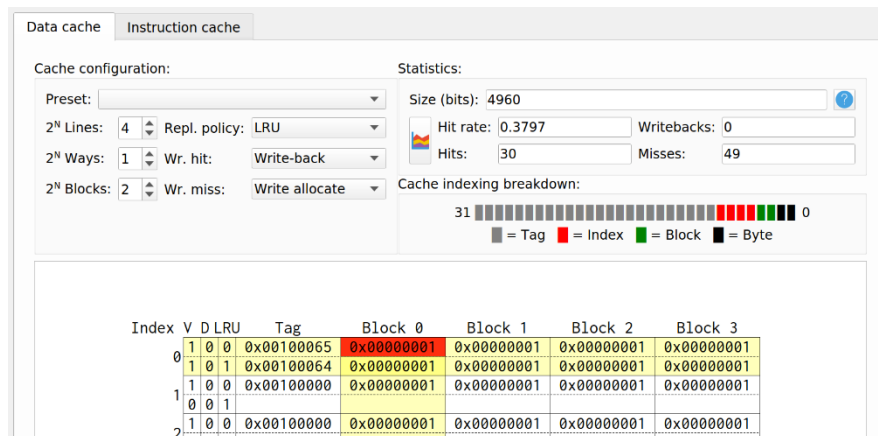 Data cache
Instruction cache
Cache configuration:
Preset:
2^N Lines: 4 Repl. policy: LRU
2^N Ways: 1 Wr. hit: Write-back
2^N Blocks: 2 Wr. miss: Write allocate
Statistics:
Size (bits): 4960 ?
Hit rate: 0.3797 Writebacks: 0
Hits: 30 Misses: 49
Cache indexing breakdown:
31 0
= Tag = Index = Block = Byte
Index V D LRU Tag Block 0 Block 1 Block 2 Block 3
0
1 0 0 0x00100065 0x00000001 0x00000001 0x00000001 0x00000001
1 0 1 0x00100064 0x00000001 0x00000001 0x00000001 0x00000001
1
1 0 0 0x00100000 0x00000001 0x00000001 0x00000001 0x00000001
0 0 1
2
1 0 0 0x00100000 0x00000001 0x00000001 0x00000001 0x00000001